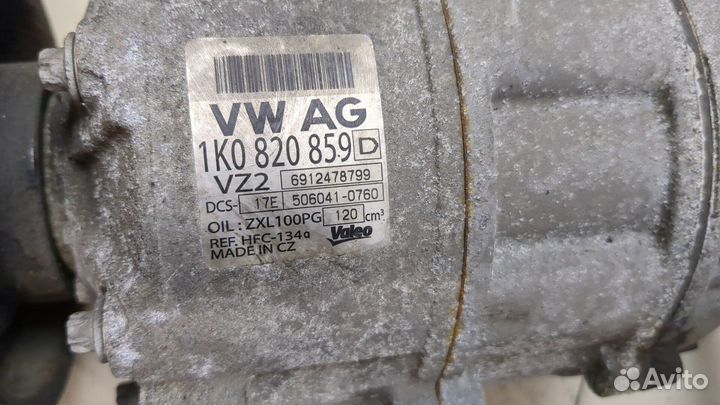 VW AG
1K0 820 859 D
VZ2 6912478799
DCS- 17E 506041-0760
OIL : ZXL100PG 120 cm³
REF. HFC-134a
MADE IN CZ Valeo
Avito